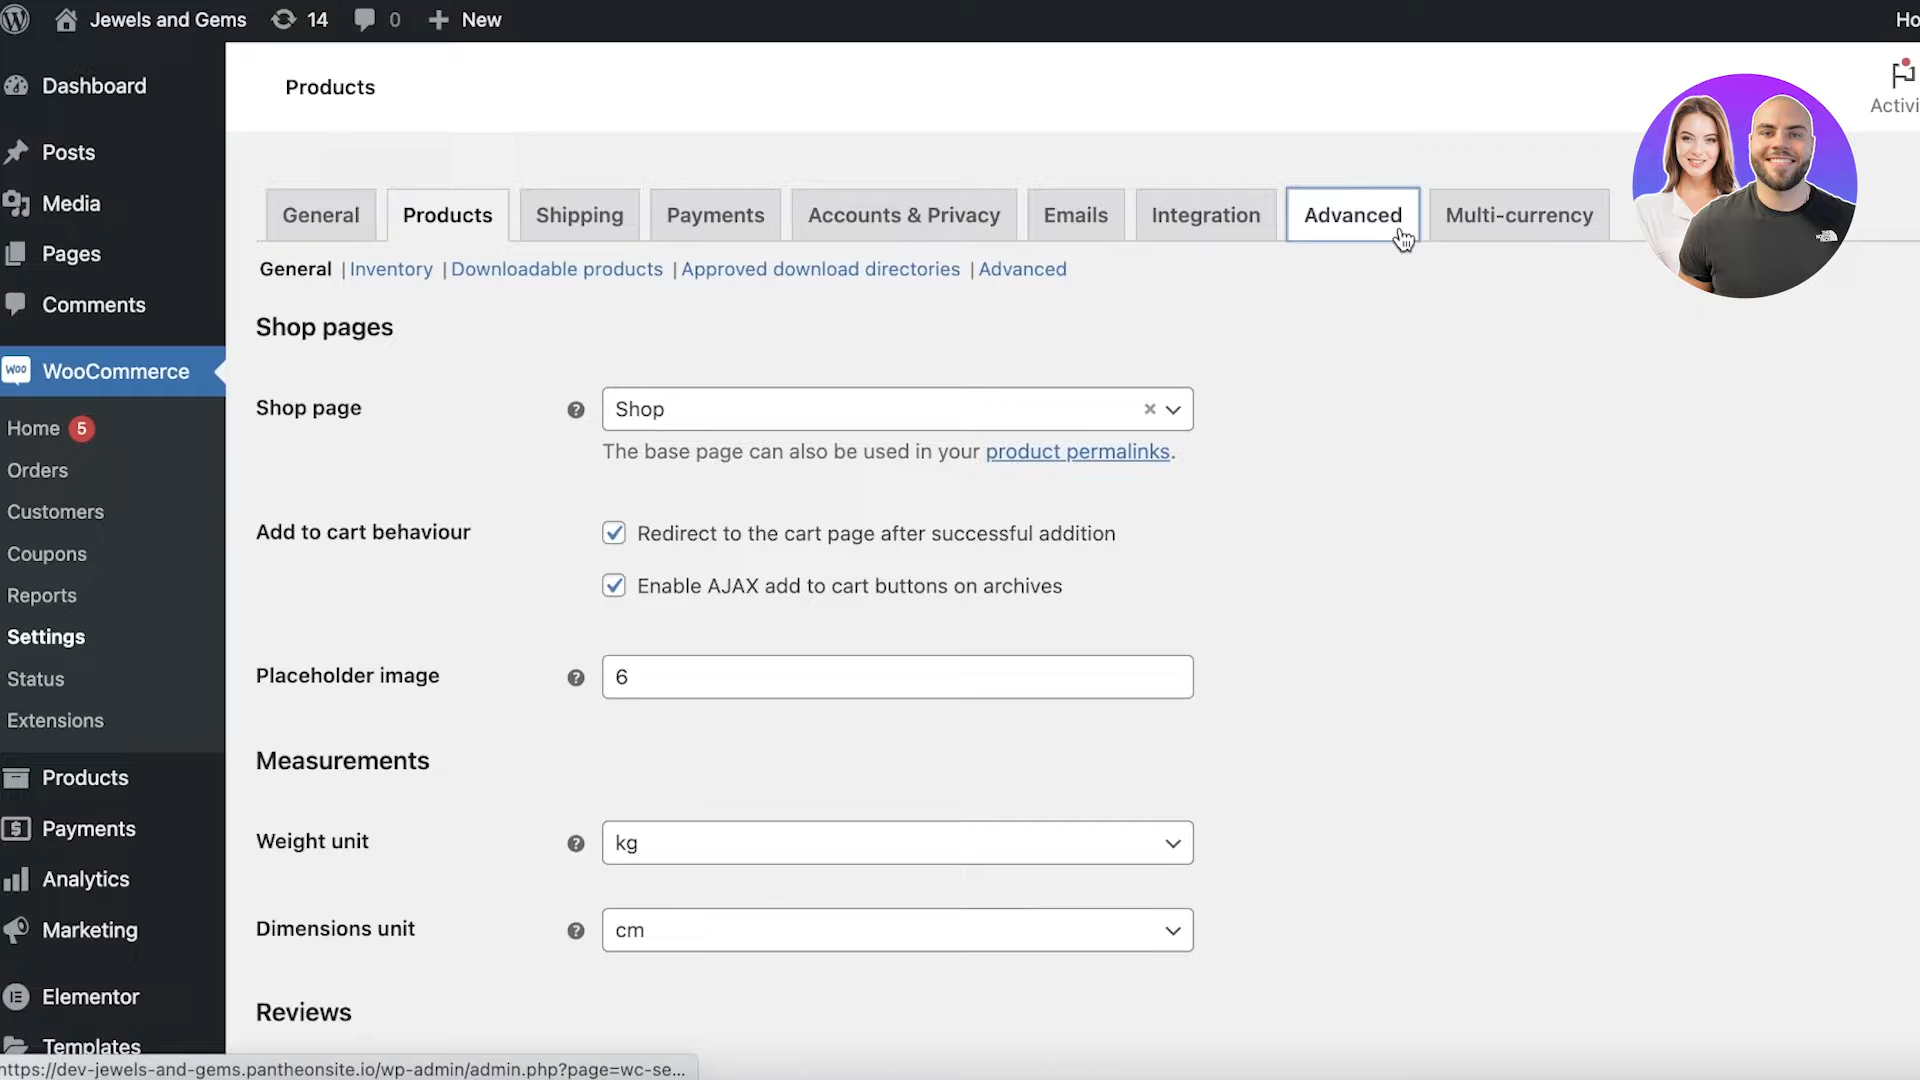 Jewels and Gems 14 0 New Ho
Dashboard
Posts
Media
Pages
Comments
woo WooCommerce
Home 5
Orders
Customers
Coupons
Reports
Settings
Status
Extensions
Products
Payments
Analytics
Marketing
Elementor
Templates
Products
Activi
General Products Shipping Payments Accounts & Privacy Emails Integration Advanced Multi-currency
General | Inventory | Downloadable products | Approved download directories | Advanced
Shop pages
Shop page ? Shop × 
The base page can also be used in your product permalinks.
Add to cart behaviour Redirect to the cart page after successful addition
Enable AJAX add to cart buttons on archives
Placeholder image ? 6
Measurements
Weight unit ? kg
Dimensions unit ? cm
Reviews
https://dev-jewels-and-gems.pantheonsite.io/wp-admin/admin.php?page=wc-se...